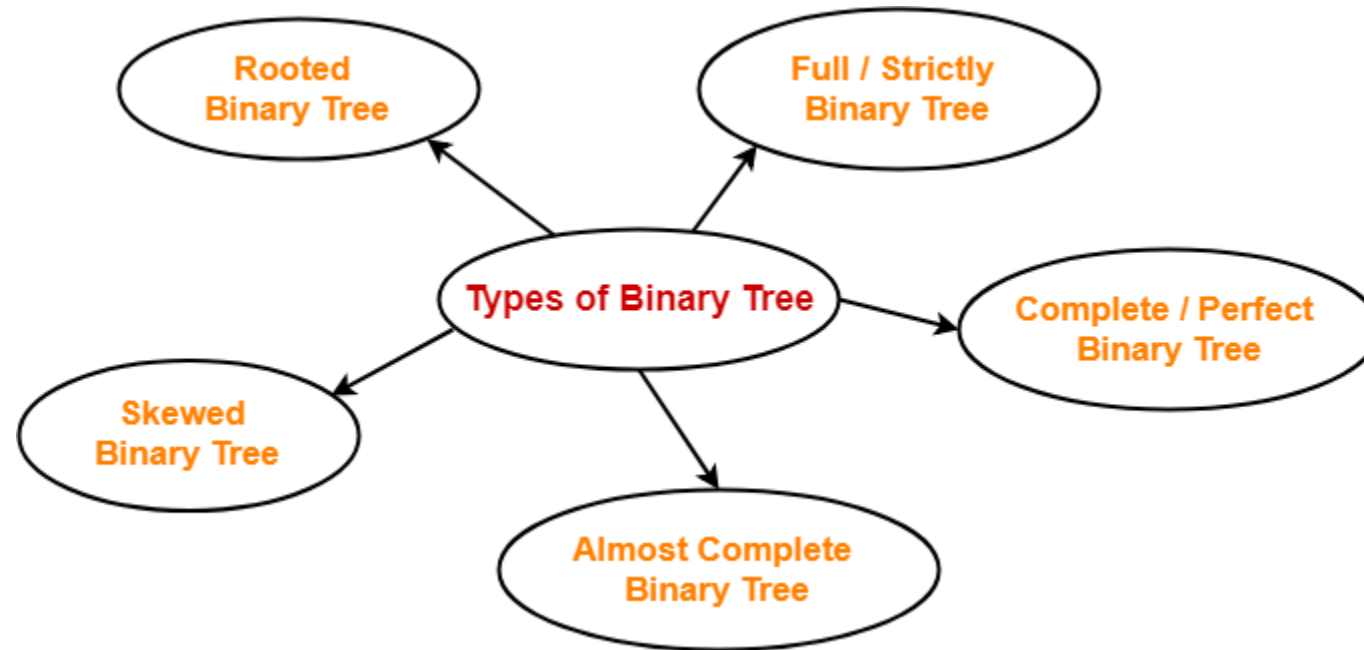 Rooted
Binary Tree
Full / Strictly
Binary Tree
Types of Binary Tree
Complete / Perfect
Binary Tree
Skewed
Binary Tree
Almost Complete
Binary Tree